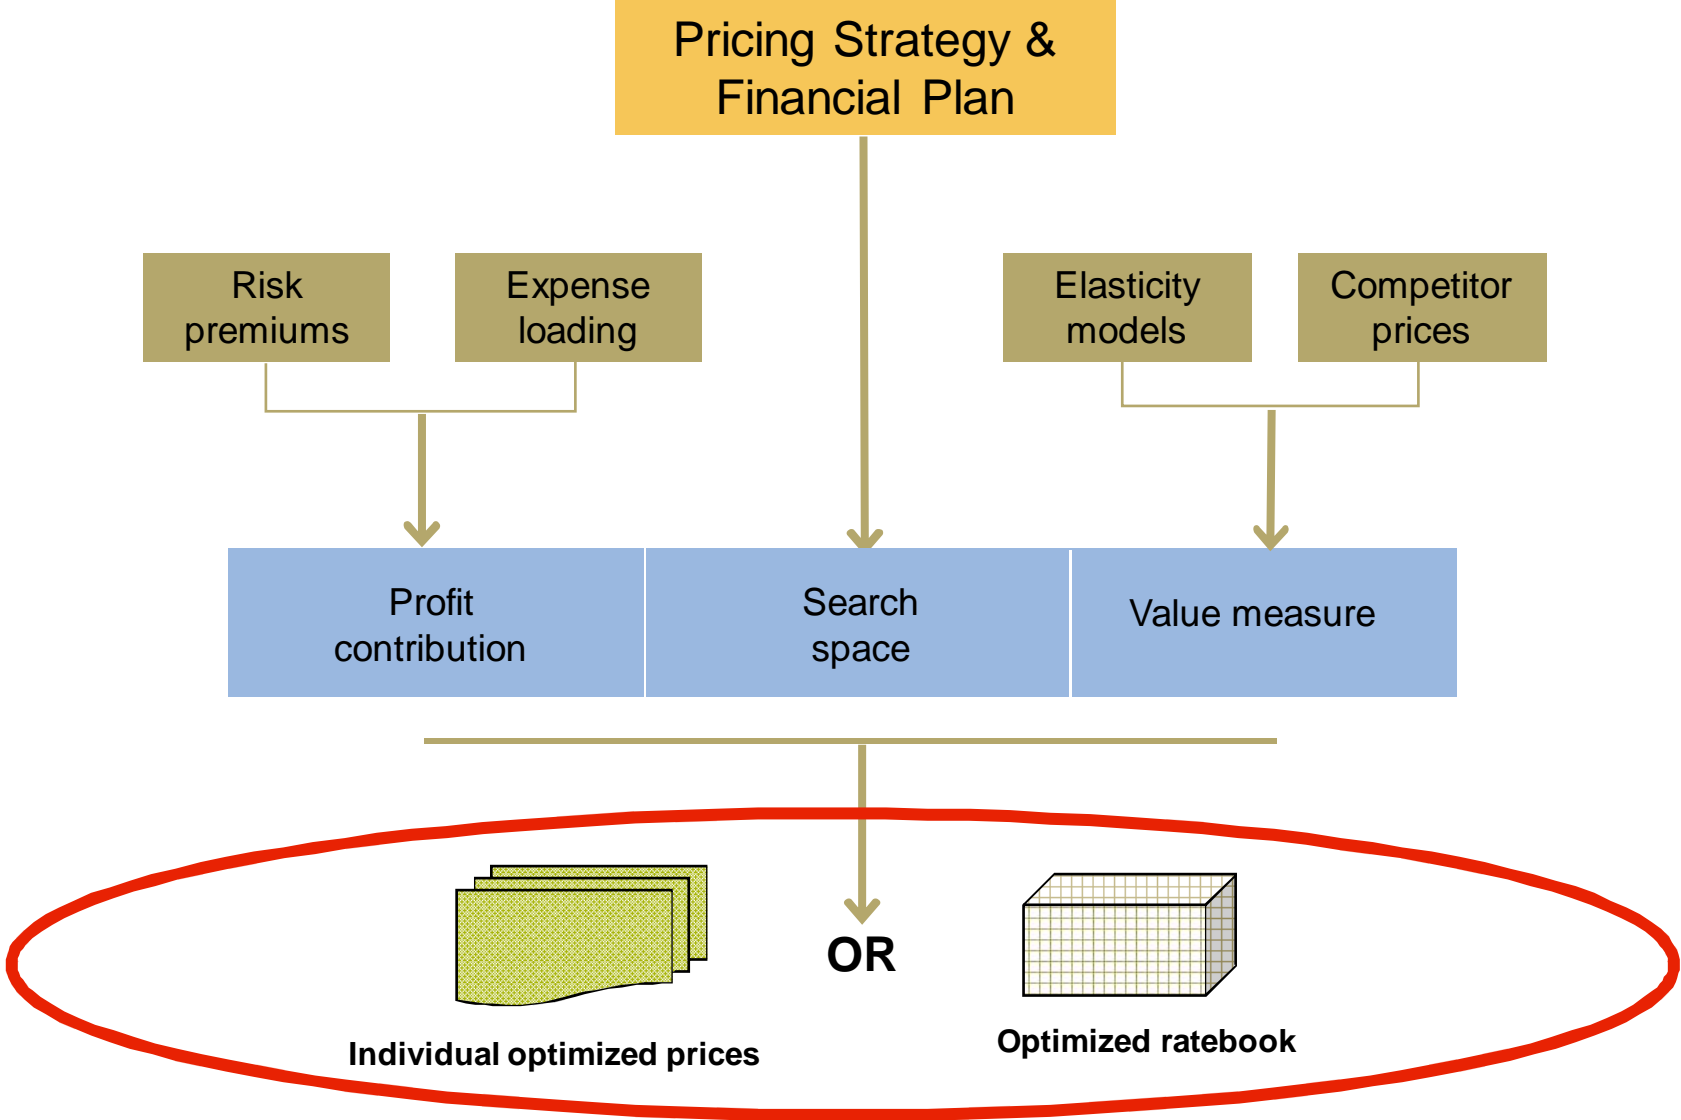 Pricing Strategy &
Financial Plan
Risk
premiums
Expense
loading
Elasticity
models
Competitor
prices
Profit
contribution
Search
space
Value measure
OR
Individual optimized prices
Optimized ratebook